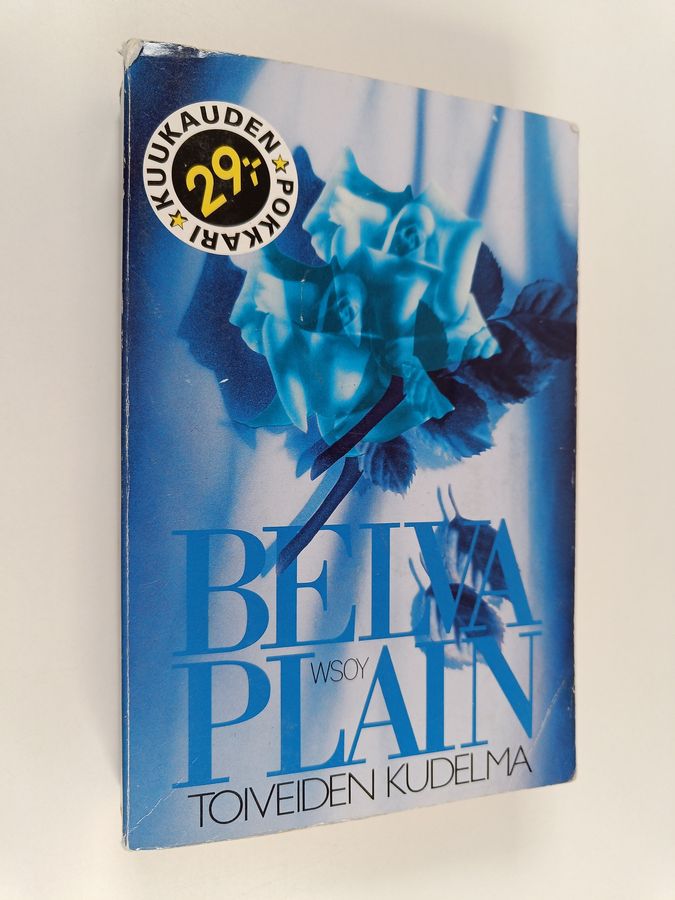 ★ KUUKAUDEN ★ POKKARI
29:-
BELVA
WSOY
PLAIN
TOIVEIDEN KUDELMA